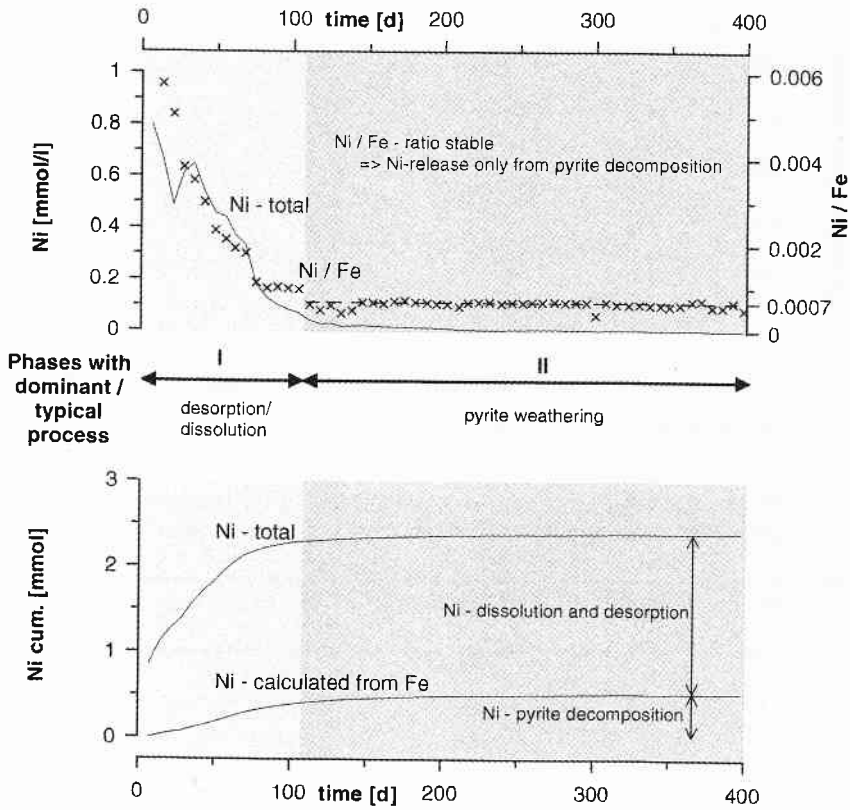 0 100 time [d] 200 300 400
1
0.8
0.6
0.4
0.2
0
Ni [mmol/l]
0.006
0.004
0.002
0.0007
0
Ni / Fe
Ni / Fe - ratio stable
=> Ni-release only from pyrite decomposition
Ni - total
Ni / Fe
Phases with
dominant /
typical
process
I
II
desorption/
dissolution
pyrite weathering
3
2
1
0
Ni cum. [mmol]
Ni - total
Ni - dissolution and desorption
Ni - calculated from Fe
Ni - pyrite decomposition
0 100 time [d] 200 300 400